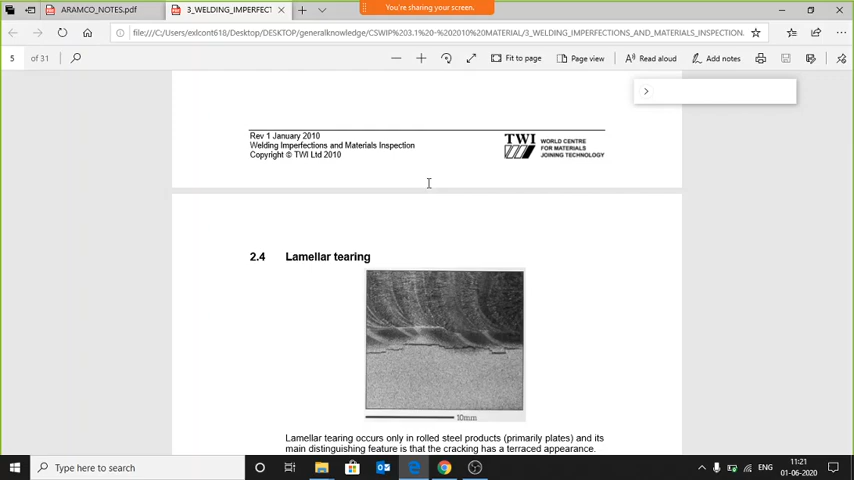 You're sharing your screen.
ARAMCO_NOTES.pdf
3_WELDING_IMPERFECT
file:///C:/Users/exlcont618/Desktop/DESKTOP/generalknowledge/CSWIP%203.1%20-%202010%20MATERIAL/3_WELDING_IMPERFECTIONS_AND_MATERIALS_INSPECTION.
5 of 31
Fit to page
Page view
Read aloud
Add notes
Rev 1 January 2010
Welding Imperfections and Materials Inspection
Copyright © TWI Ltd 2010
TWI
WORLD CENTRE
FOR MATERIALS
JOINING TECHNOLOGY
2.4 Lamellar tearing
10mm
Lamellar tearing occurs only in rolled steel products (primarily plates) and its
main distinguishing feature is that the cracking has a terraced appearance.
Type here to search
ENG
11:21
01-06-2020